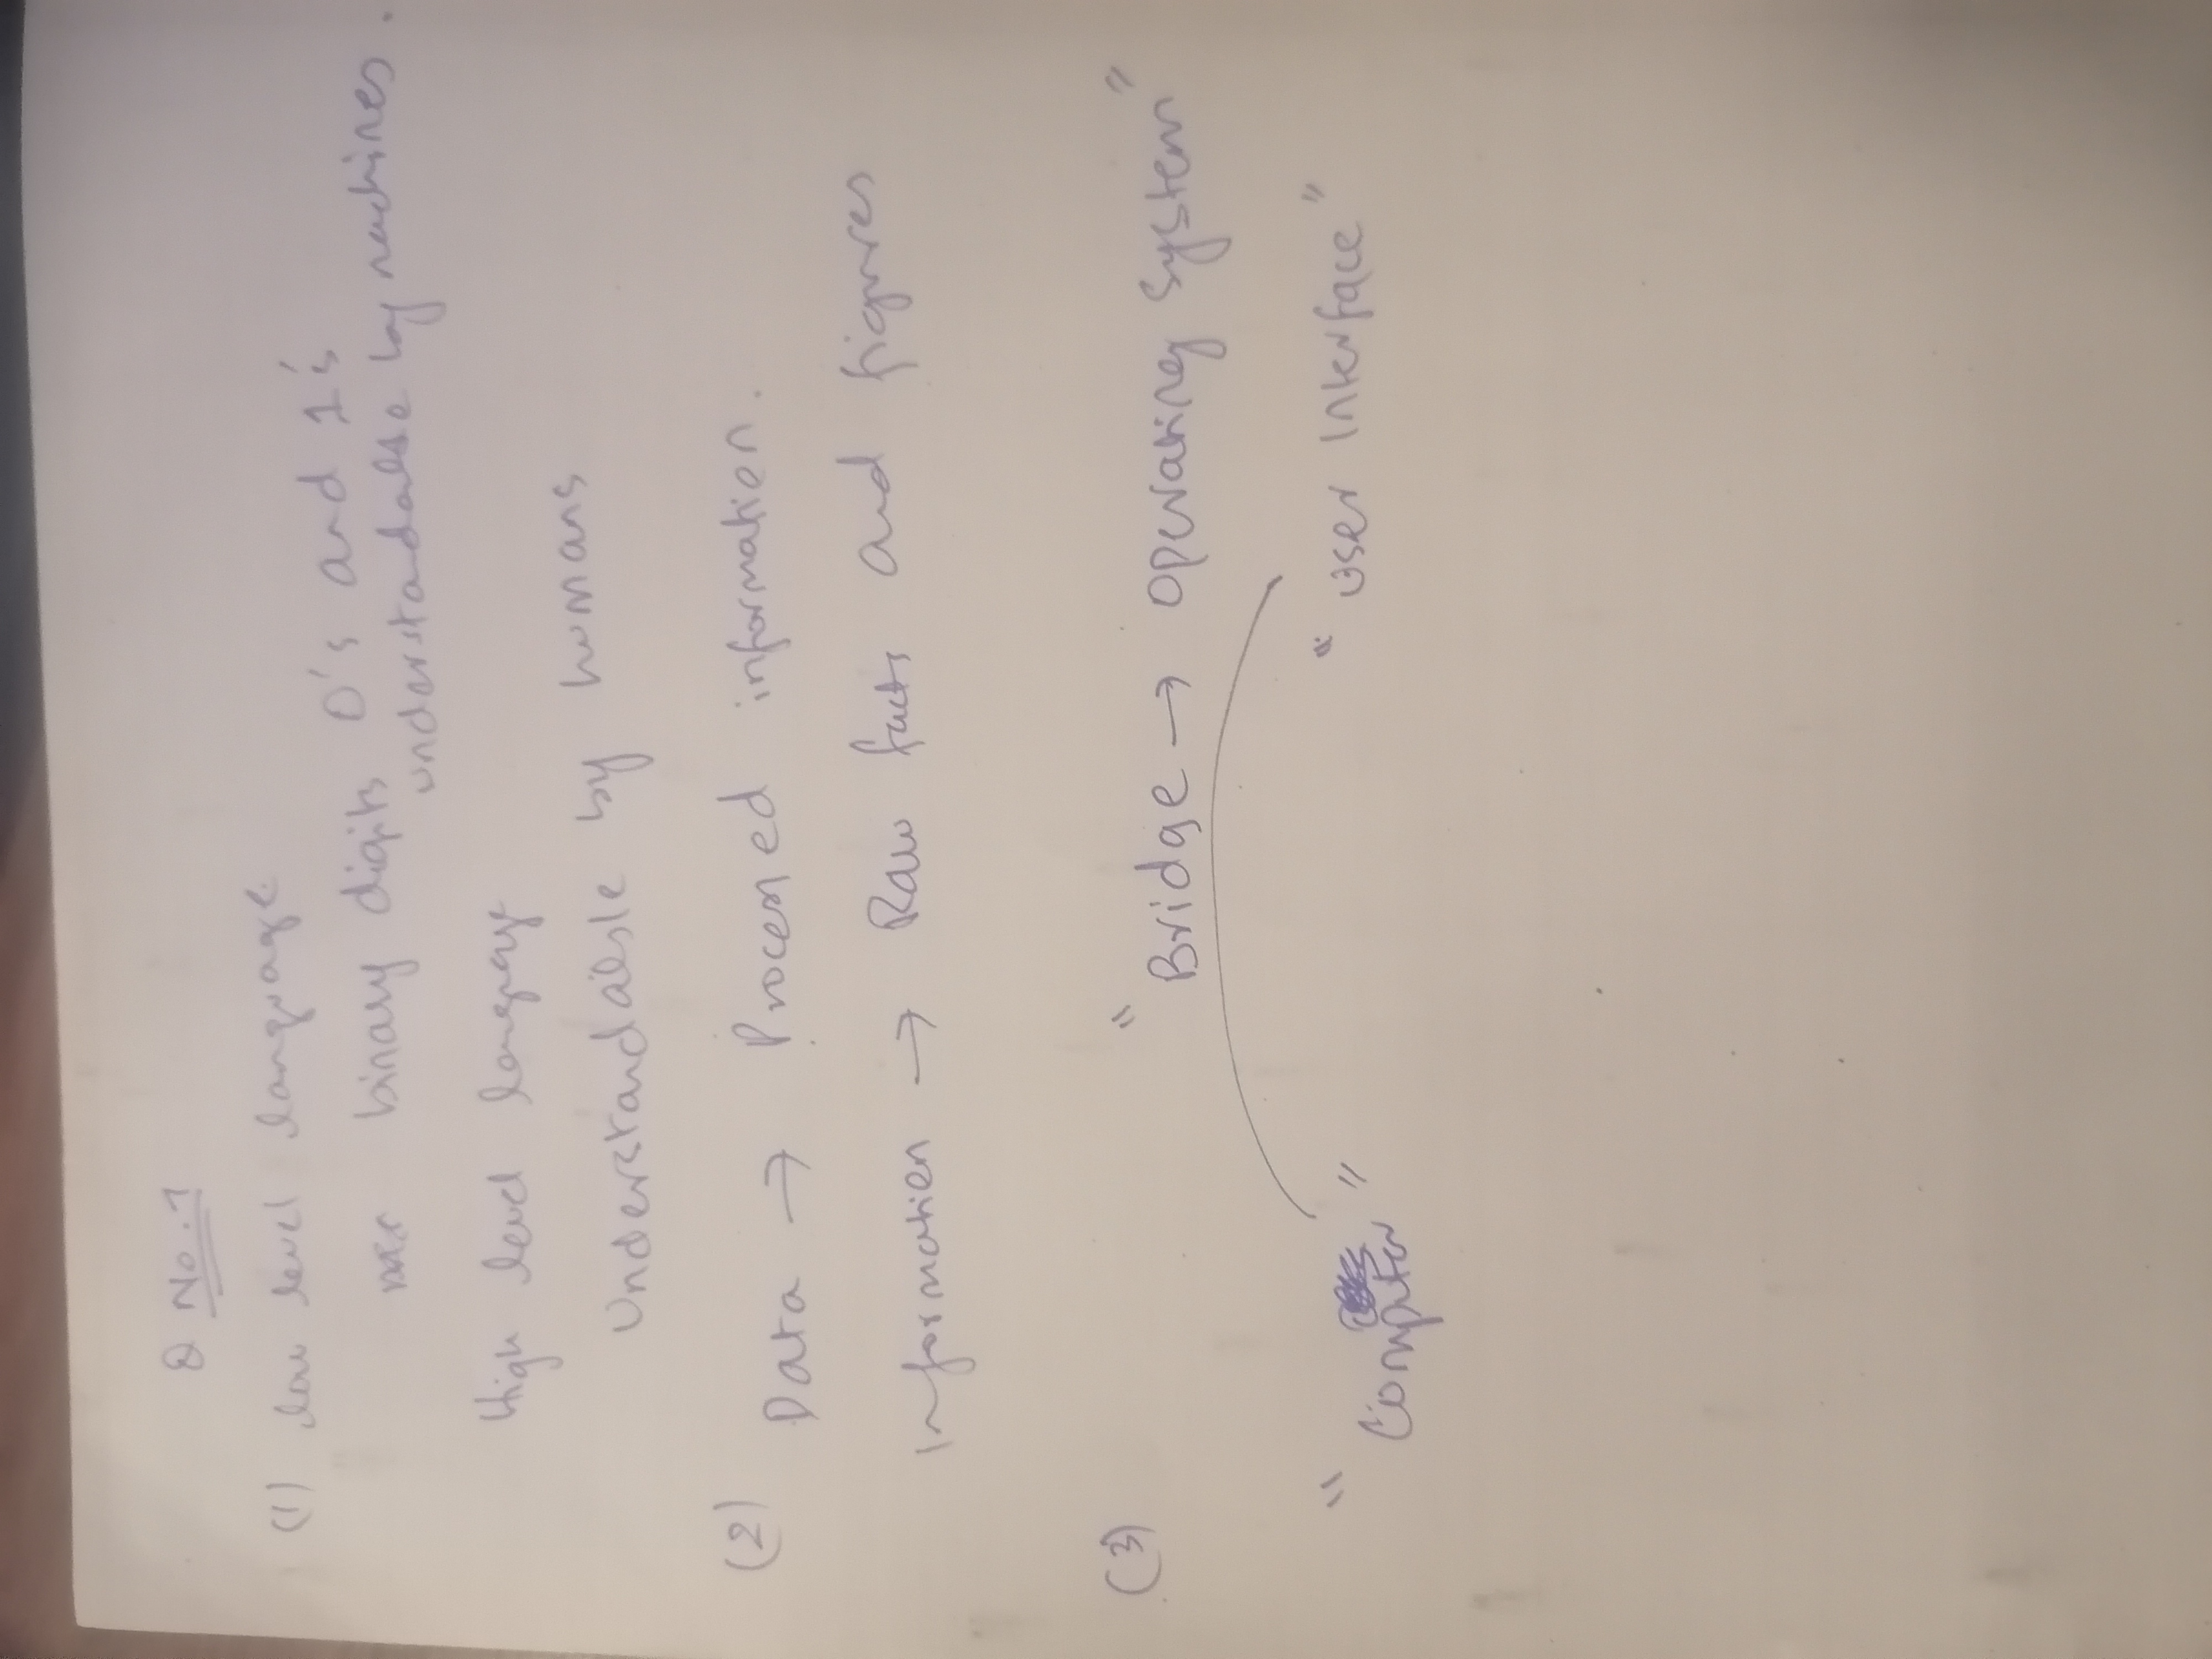 Q No. 1
(1) low level language
use binary digits 0's and 1's
understandable by machines.
High level language
Understandable by humans
(2) Data → Processed information.
Information → Raw facts and figures
(3) "Bridge → Operating System"
"Computer" "User Interface"